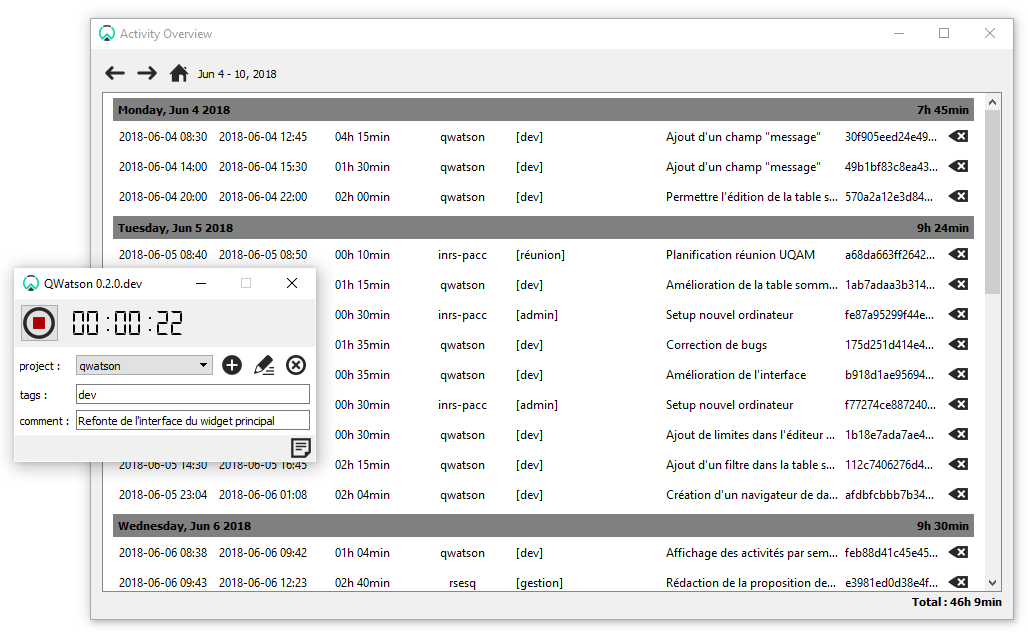 Activity Overview
Jun 4 - 10, 2018
Monday, Jun 4 2018 7h 45min
2018-06-04 08:30 2018-06-04 12:45 04h 15min qwatson [dev] Ajout d'un champ "message" 30f905eed24e49...
2018-06-04 14:00 2018-06-04 15:30 01h 30min qwatson [dev] Ajout d'un champ "message" 49b1bf83c8ea43...
2018-06-04 20:00 2018-06-04 22:00 02h 00min qwatson [dev] Permettre l'édition de la table s... 570a2a12e3d84...
Tuesday, Jun 5 2018 9h 24min
2018-06-05 08:40 2018-06-05 08:50 00h 10min inrs-pacc [réunion] Planification réunion UQAM a68da663ff2642...
01h 15min qwatson [dev] Amélioration de la table somm... 1ab7adaa3b314...
00h 30min inrs-pacc [admin] Setup nouvel ordinateur fe87a95299f44e...
01h 35min qwatson [dev] Correction de bugs 175d251d414e4...
00h 35min qwatson [dev] Amélioration de l'interface b918d1ae95694...
00h 30min inrs-pacc [admin] Setup nouvel ordinateur f77274ce887240...
00h 30min qwatson [dev] Ajout de limites dans l'éditeur ... 1b18e7ada7ae4...
2018-06-05 14:30 2018-06-05 16:45 02h 15min qwatson [dev] Ajout d'un filtre dans la table s... 112c7406276d4...
2018-06-05 23:04 2018-06-06 01:08 02h 04min qwatson [dev] Création d'un navigateur de da... afdbfcbbb7b34...
Wednesday, Jun 6 2018 9h 30min
2018-06-06 08:38 2018-06-06 09:42 01h 04min qwatson [dev] Affichage des activités par sem... feb88d41c45e45...
2018-06-06 09:43 2018-06-06 12:23 02h 40min rsesq [gestion] Rédaction de la proposition de... e3981ed0d38e4f...
Total : 46h 9min
QWatson 0.2.0.dev
00:00:22
project : qwatson
tags : dev
comment : Refonte de l'interface du widget principal